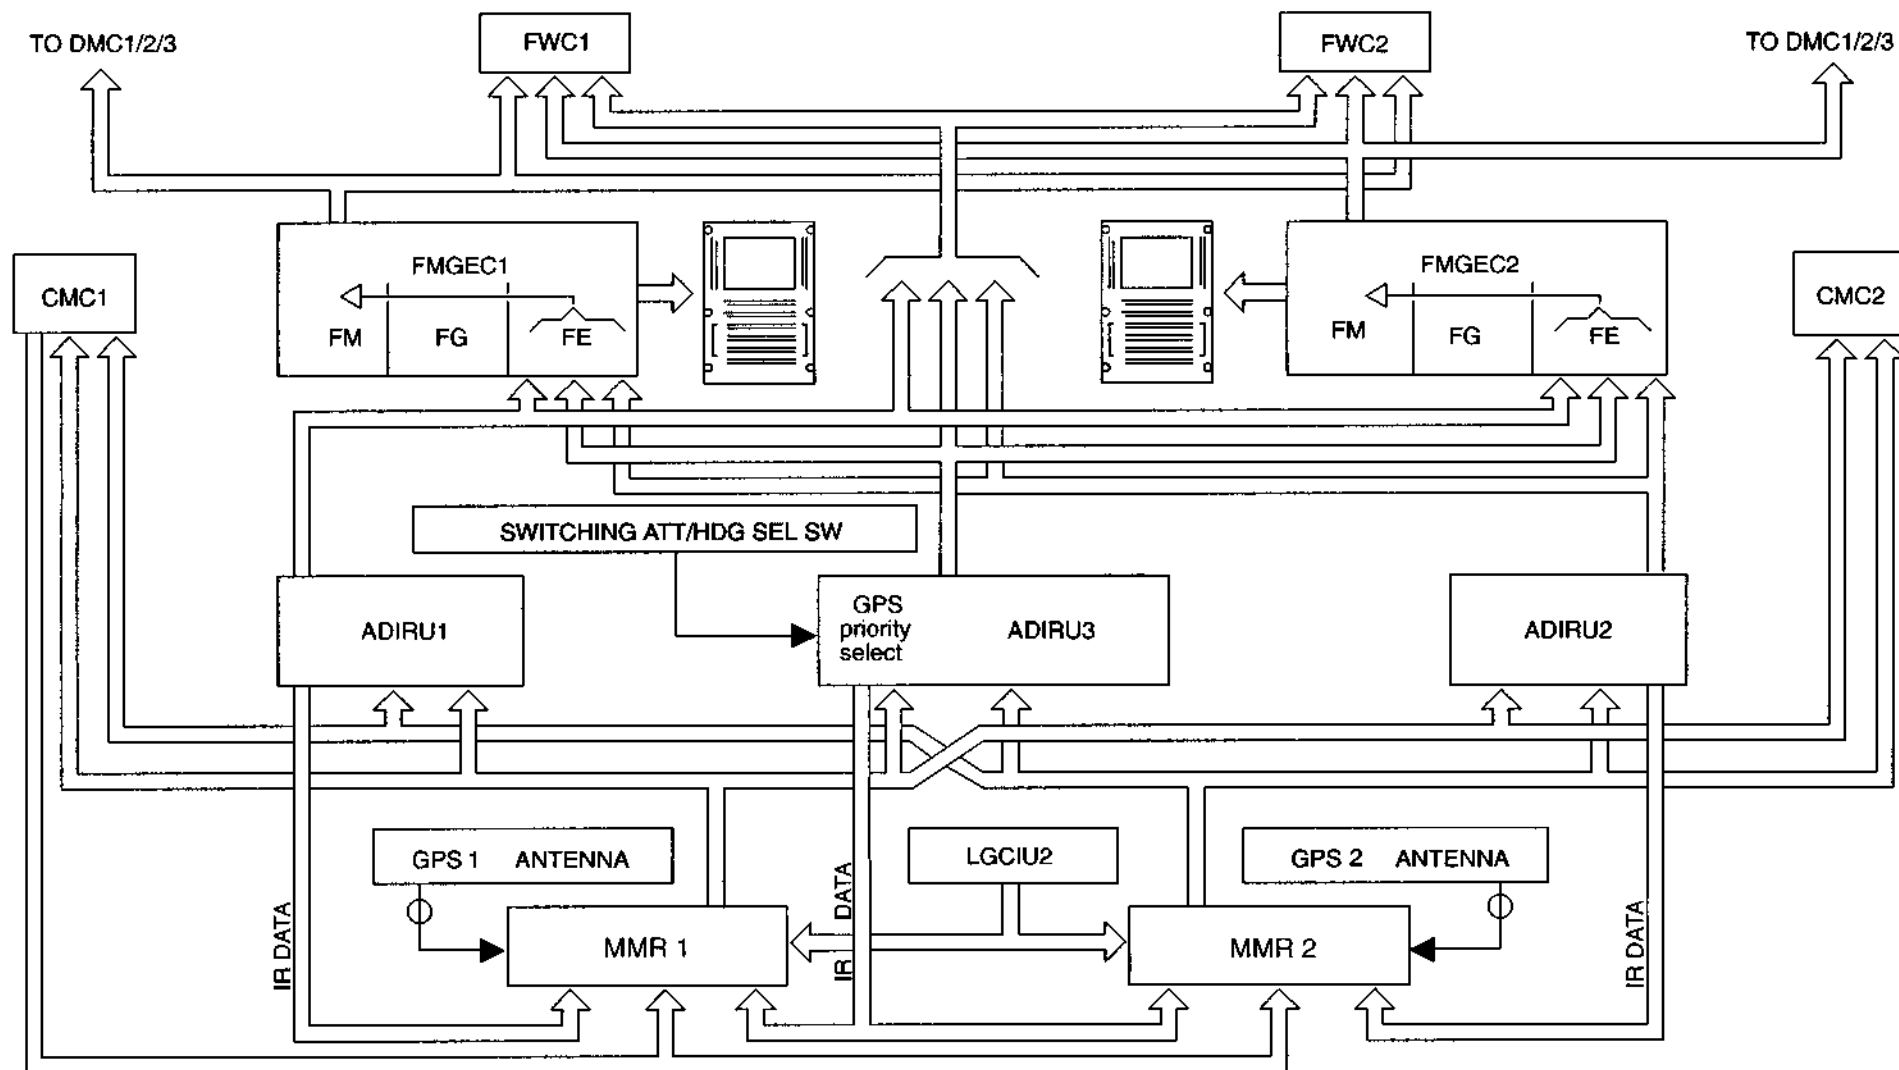 TO DMC1/2/3
FWC1
FWC2
TO DMC1/2/3
CMC1
FMGEC1
FM
FG
FE
FMGEC2
FM
FG
FE
CMC2
SWITCHING ATT/HDG SEL SW
ADIRU1
GPS
priority
select
ADIRU3
ADIRU2
GPS 1 ANTENNA
LGCIU2
GPS 2 ANTENNA
IR DATA
MMR 1
IR DATA
MMR 2
IR DATA